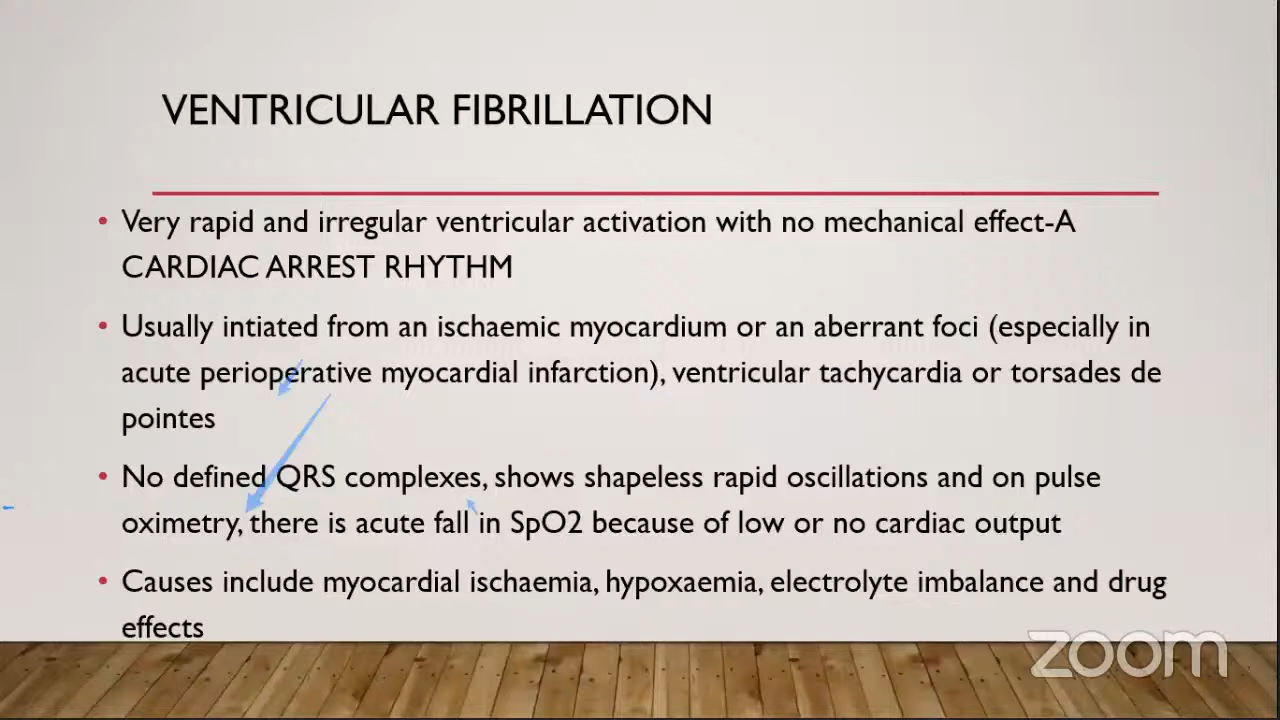 VENTRICULAR FIBRILLATION
• Very rapid and irregular ventricular activation with no mechanical effect-A
CARDIAC ARREST RHYTHM
• Usually intiated from an ischaemic myocardium or an aberrant foci (especially in
acute perioperative myocardial infarction), ventricular tachycardia or torsades de
pointes
• No defined QRS complexes, shows shapeless rapid oscillations and on pulse
oximetry, there is acute fall in SpO2 because of low or no cardiac output
• Causes include myocardial ischaemia, hypoxaemia, electrolyte imbalance and drug
effects
zoom